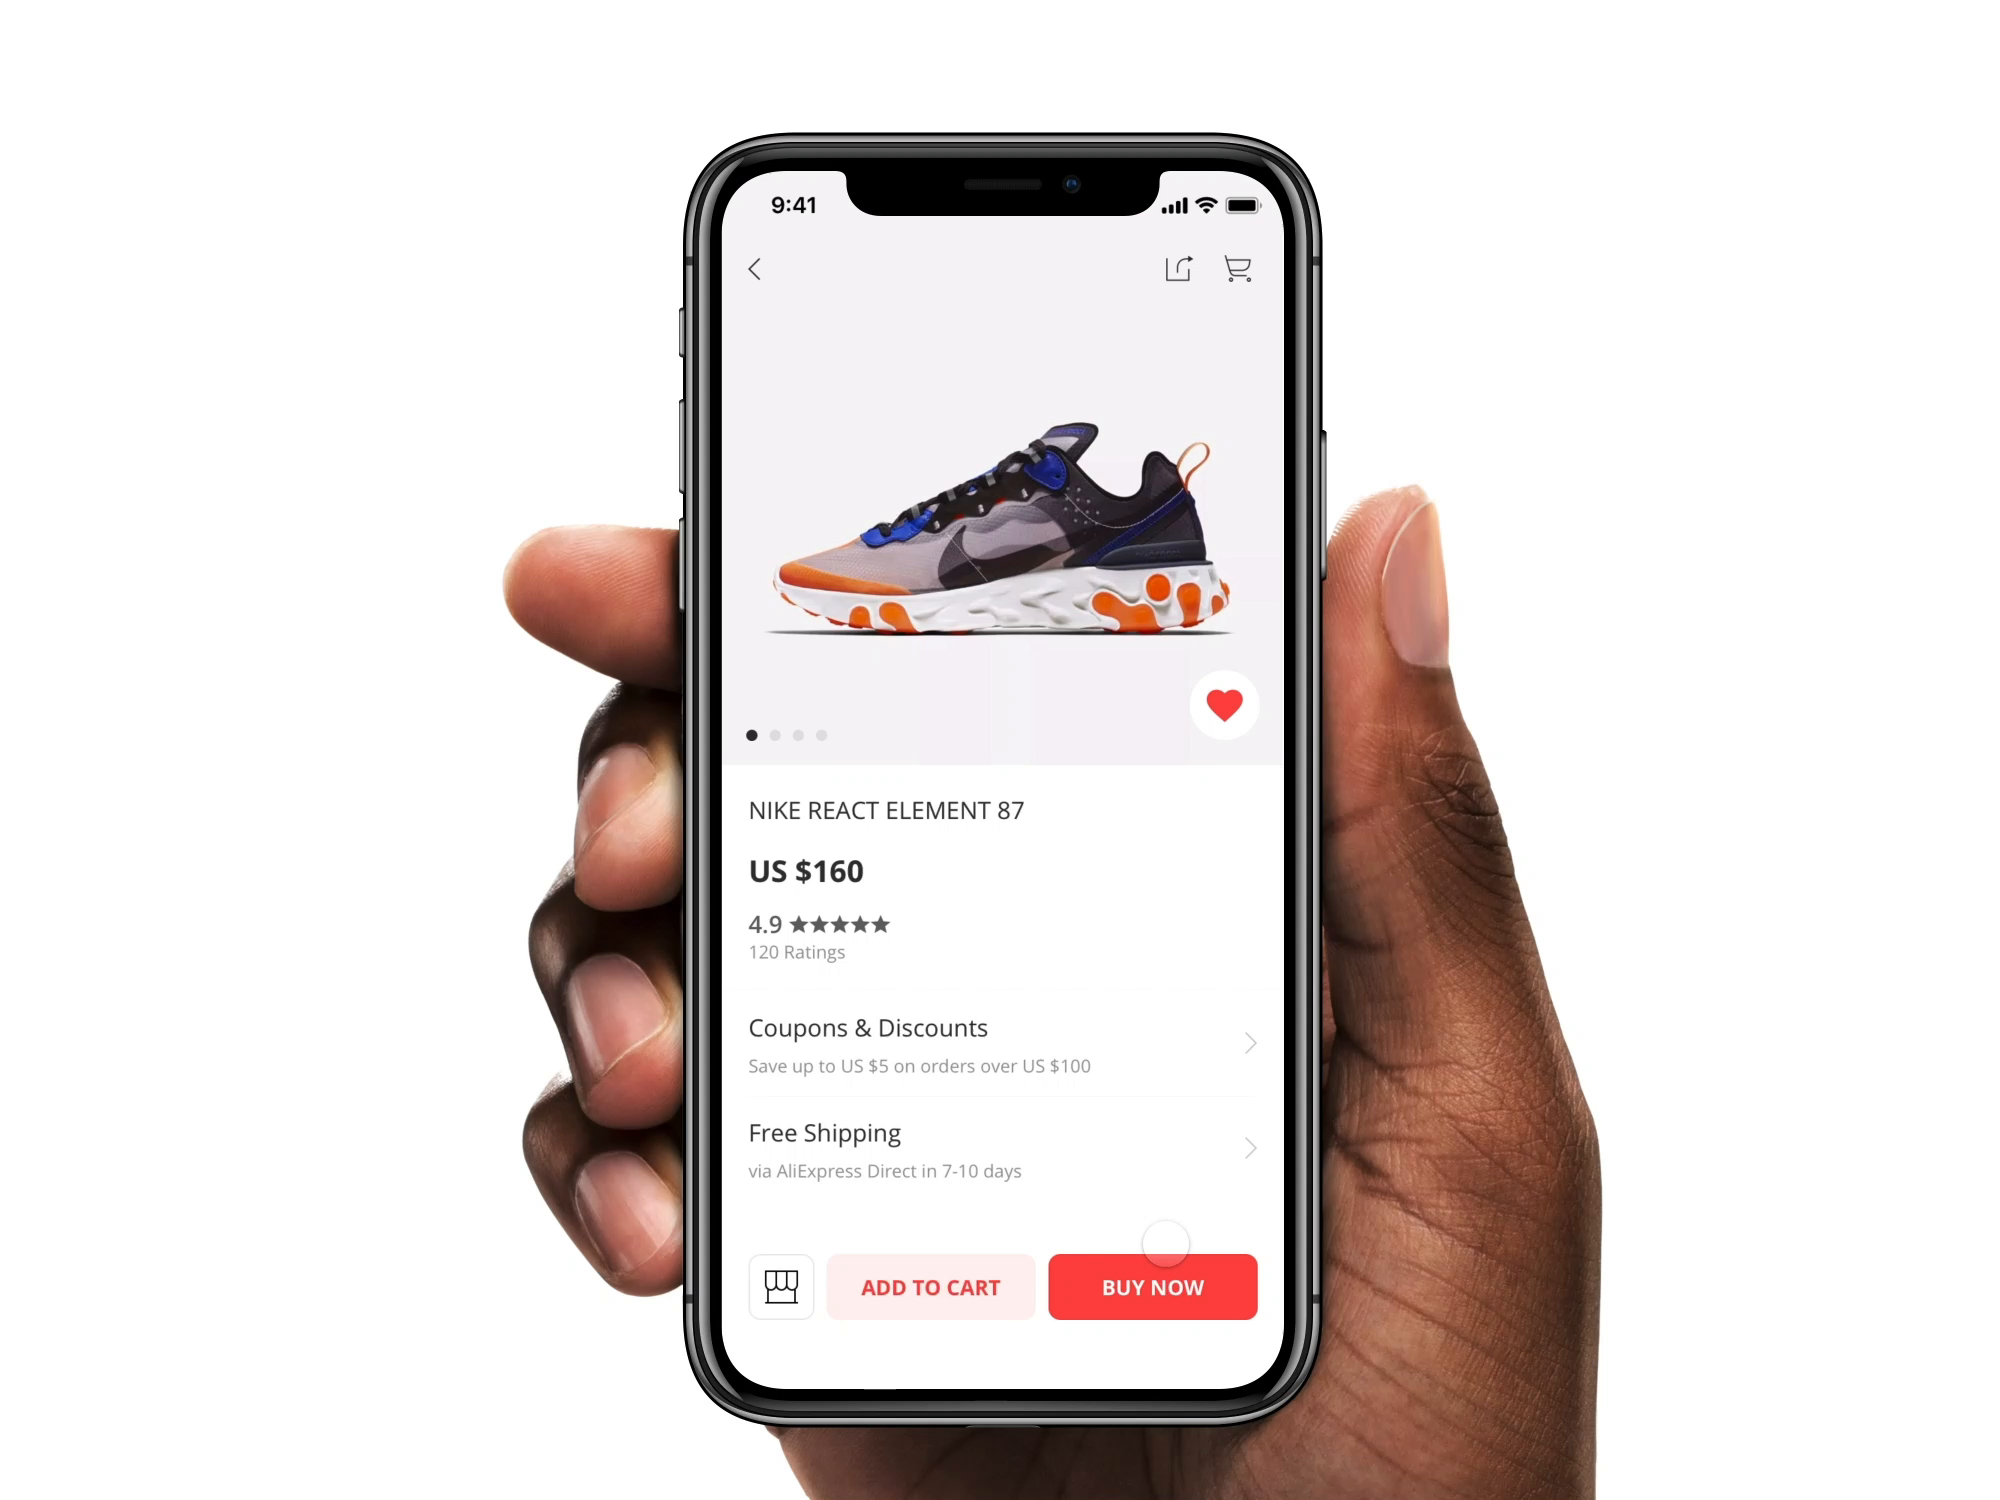 9:41
NIKE REACT ELEMENT 87
US $160
4.9
120 Ratings
Coupons & Discounts
Save up to US $5 on orders over US $100
Free Shipping
via AliExpress Direct in 7-10 days
ADD TO CART
BUY NOW